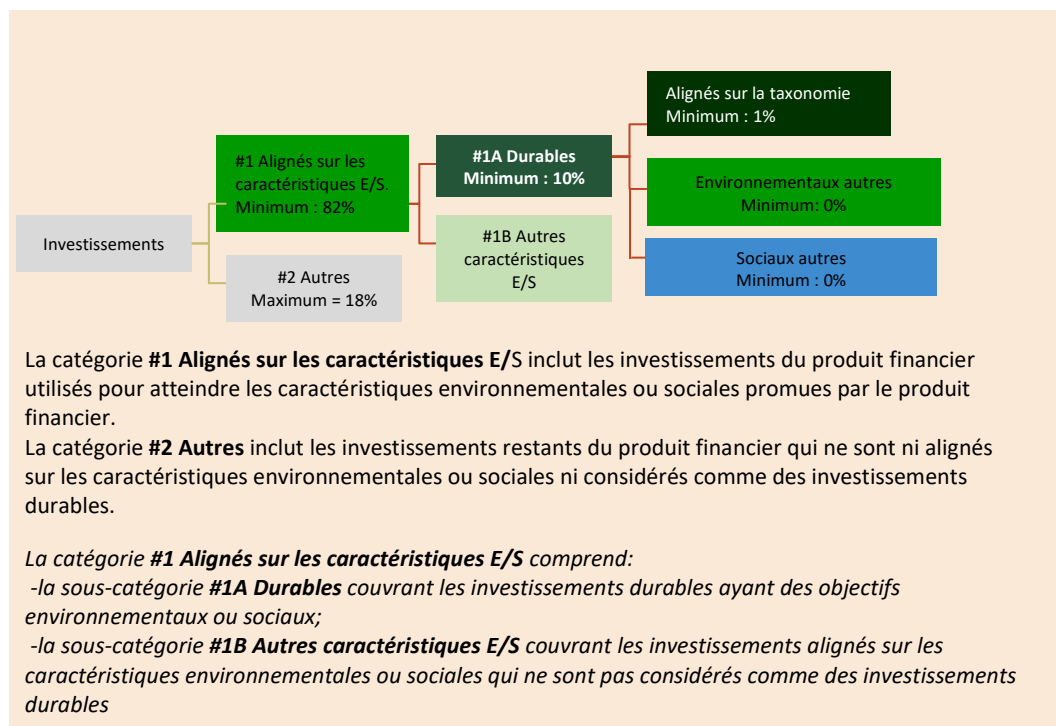 Alignés sur la taxonomie
Minimum : 1%
#1 Alignés sur les
caractéristiques E/S.
Minimum : 82%
#1A Durables
Minimum : 10%
Environnementaux autres
Minimum: 0%
Investissements
#1B Autres
caractéristiques
E/S
Sociaux autres
Minimum : 0%
#2 Autres
Maximum = 18%
La catégorie #1 Alignés sur les caractéristiques E/S inclut les investissements du produit financier
utilisés pour atteindre les caractéristiques environnementales ou sociales promues par le produit
financier.
La catégorie #2 Autres inclut les investissements restants du produit financier qui ne sont ni alignés
sur les caractéristiques environnementales ou sociales ni considérés comme des investissements
durables.
La catégorie #1 Alignés sur les caractéristiques E/S comprend:
-la sous-catégorie #1A Durables couvrant les investissements durables ayant des objectifs
environnementaux ou sociaux;
-la sous-catégorie #1B Autres caractéristiques E/S couvrant les investissements alignés sur les
caractéristiques environnementales ou sociales qui ne sont pas considérés comme des investissements
durables